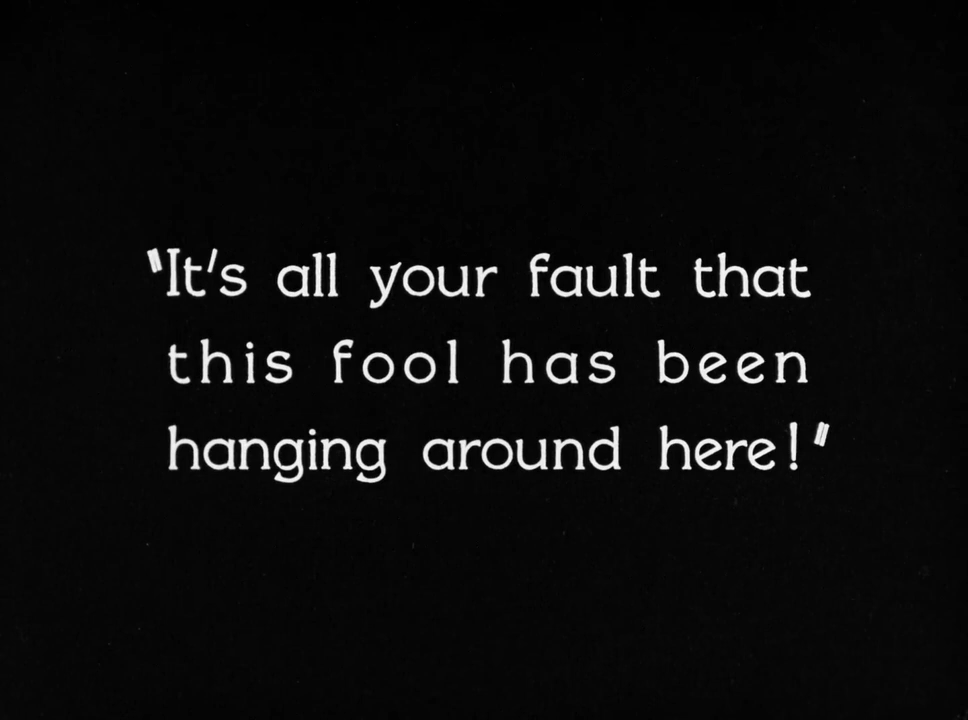 "It's all your fault that
this fool has been
hanging around here!"